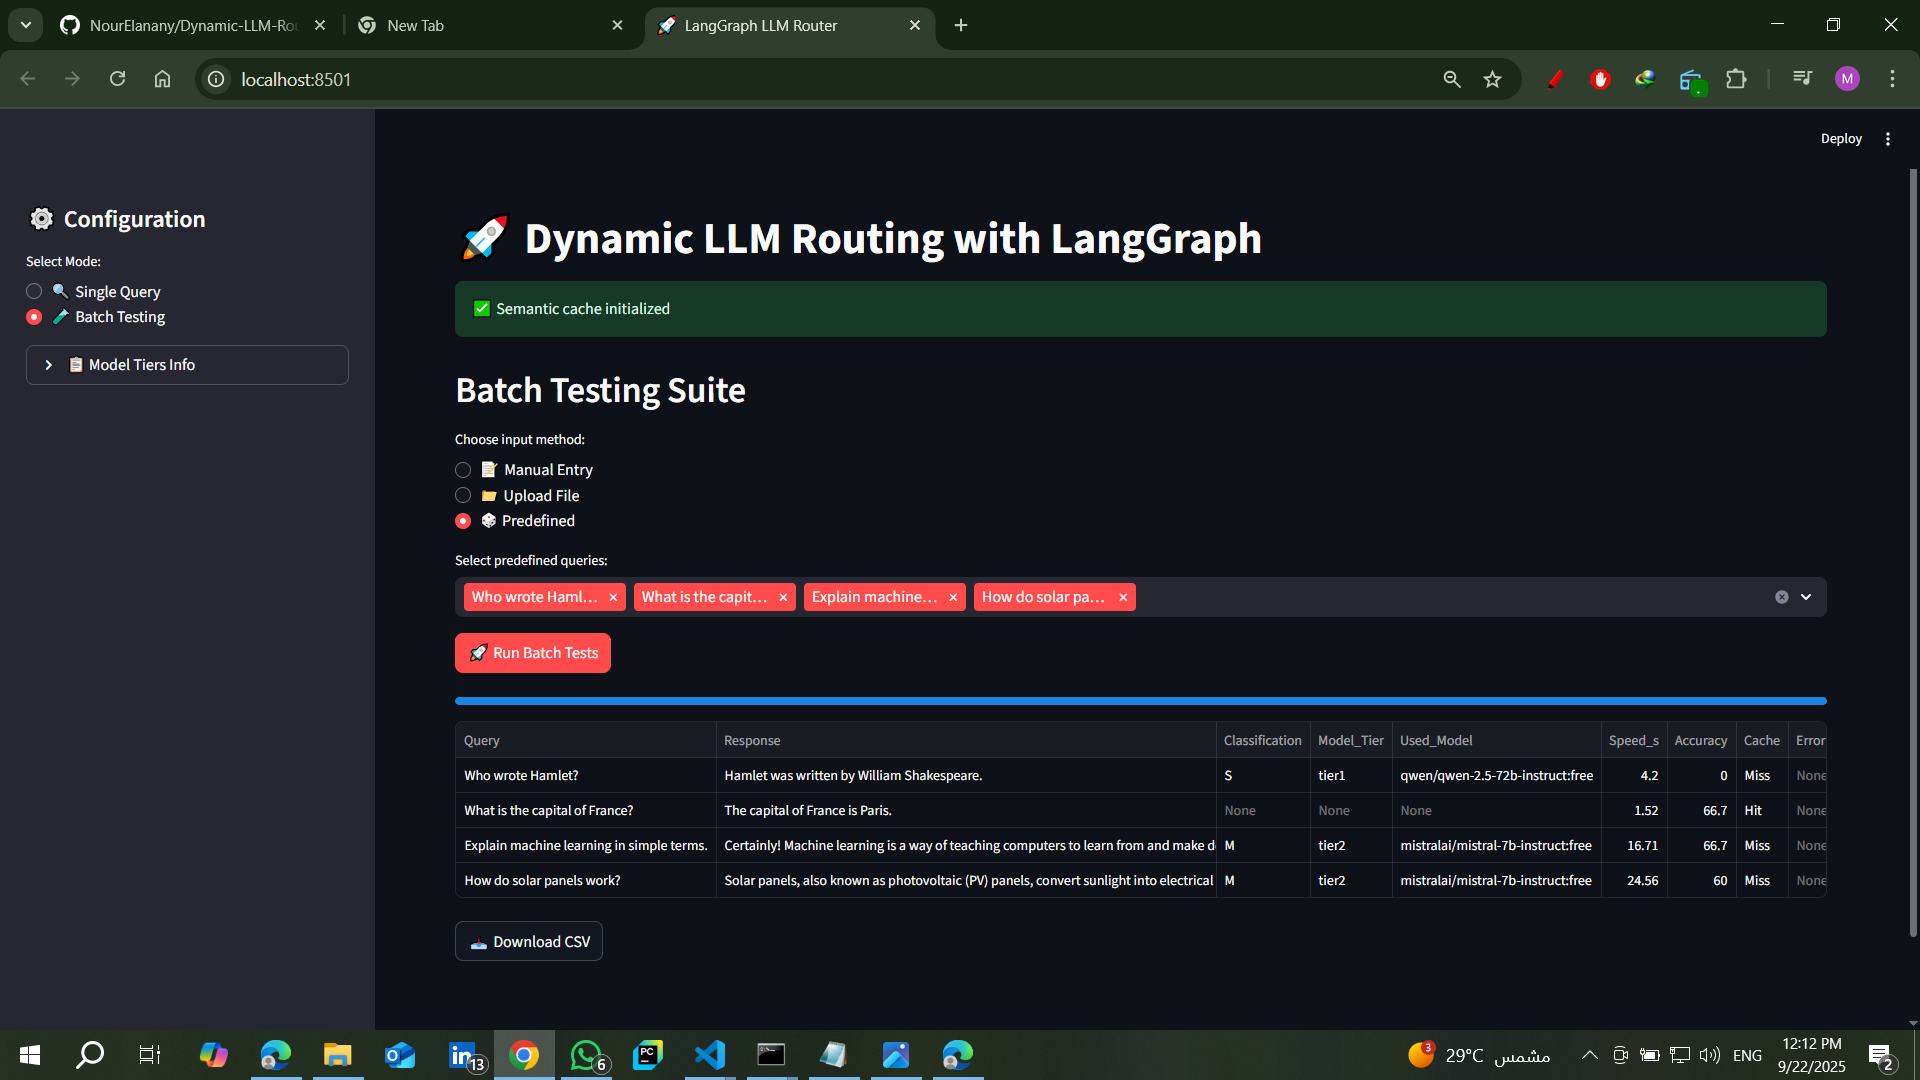 NourElanany/Dynamic-LLM-Ro
New Tab
LangGraph LLM Router
localhost:8501
M
Deploy
Configuration
Select Mode:
Single Query
Batch Testing
Model Tiers Info
Dynamic LLM Routing with LangGraph
Semantic cache initialized
Batch Testing Suite
Choose input method:
Manual Entry
Upload File
Predefined
Select predefined queries:
Who wrote Haml... What is the capit... Explain machine... How do solar pa...
Run Batch Tests
Query Response Classification Model_Tier Used_Model Speed_s Accuracy Cache Error
Who wrote Hamlet? Hamlet was written by William Shakespeare. S tier1 qwen/qwen-2.5-72b-instruct:free 4.2 0 Miss None
What is the capital of France? The capital of France is Paris. None None None 1.52 66.7 Hit None
Explain machine learning in simple terms. Certainly! Machine learning is a way of teaching computers to learn from and make d M tier2 mistralai/mistral-7b-instruct:free 16.71 66.7 Miss None
How do solar panels work? Solar panels, also known as photovoltaic (PV) panels, convert sunlight into electrical M tier2 mistralai/mistral-7b-instruct:free 24.56 60 Miss None
Download CSV
13
6
PC
3
29°C مشمس
ENG
12:12 PM
9/22/2025
2